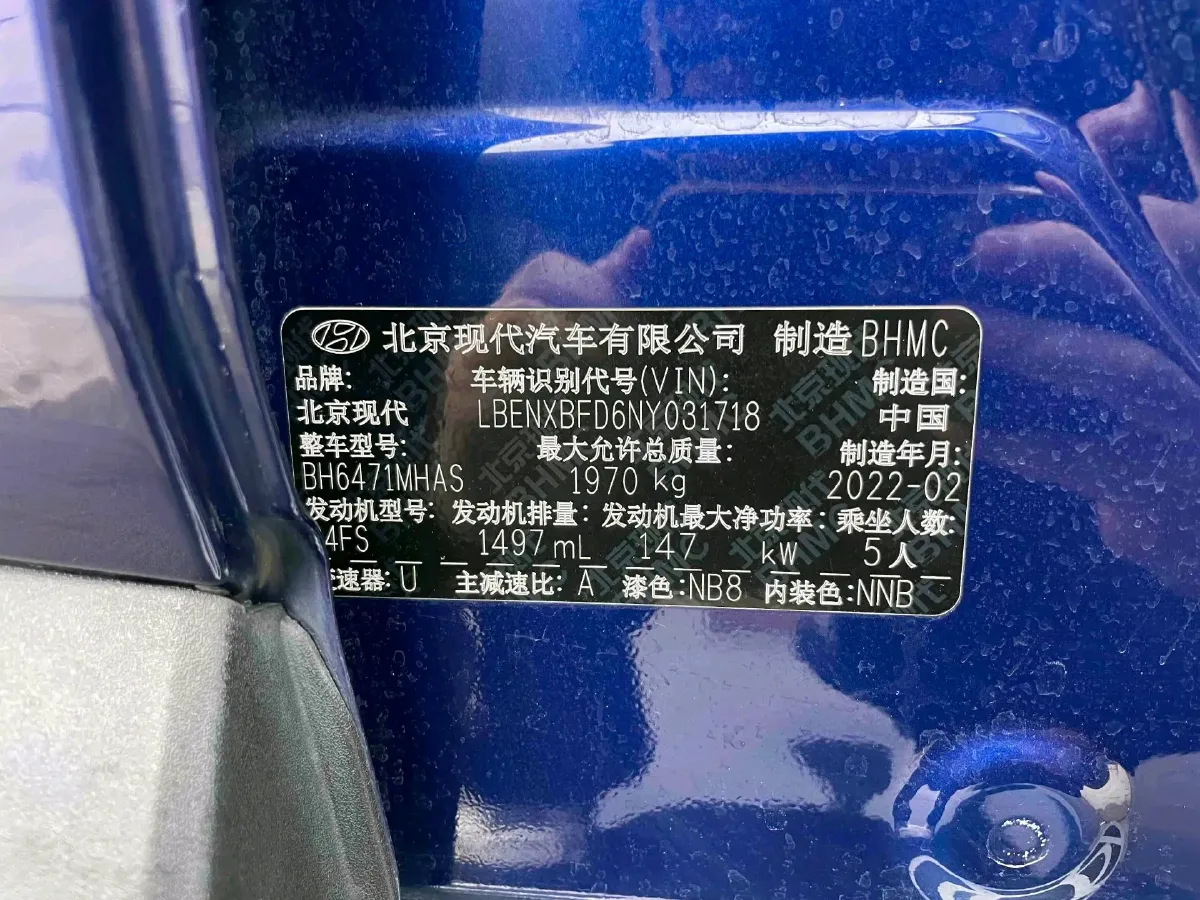 北京现代汽车有限公司 制造 BHMC
品牌: 车辆识别代号(VIN): 制造国:
北京现代 LBENXBFD6NY031718 中国
整车型号: 最大允许总质量: 制造年月:
BH6471MHAS 1970 kg 2022-02
发动机型号: 发动机排量: 发动机最大净功率: 乘坐人数:
4FS 1497 mL 147 kW 5人
速器: U 主减速比: A 漆色: NB8 内装色: NNB